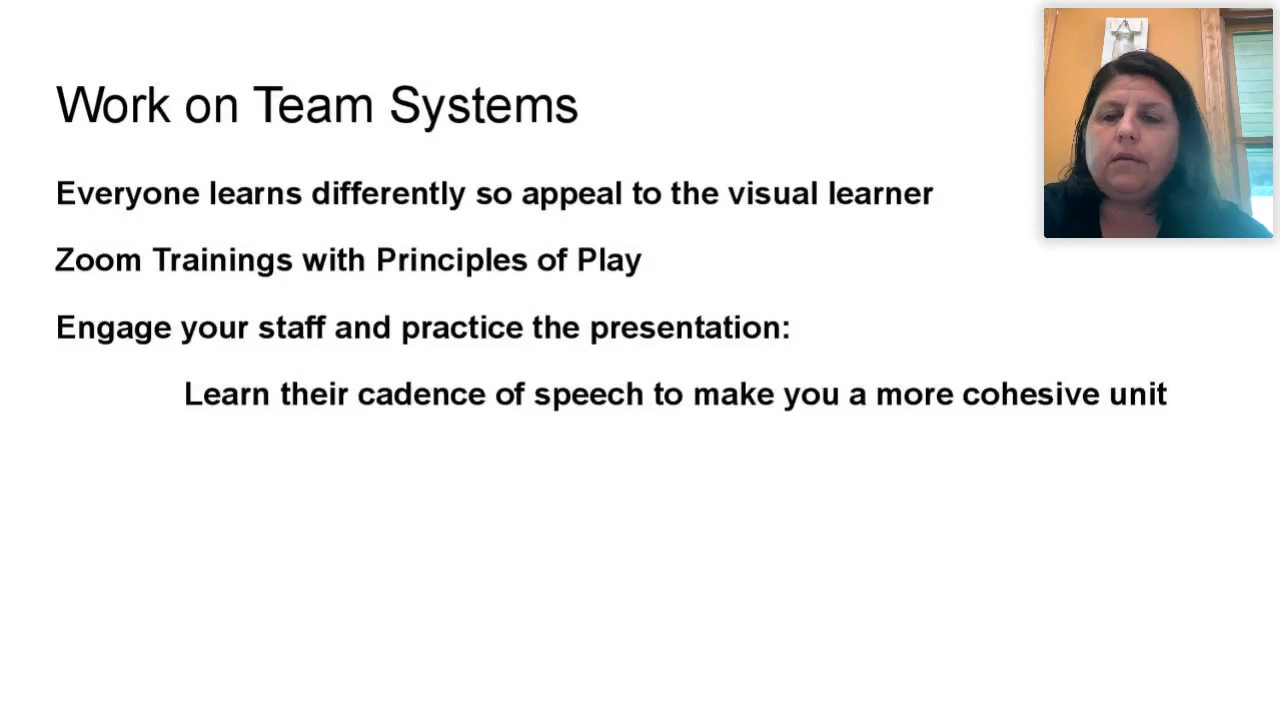 Work on Team Systems
Everyone learns differently so appeal to the visual learner
Zoom Trainings with Principles of Play
Engage your staff and practice the presentation:
Learn their cadence of speech to make you a more cohesive unit